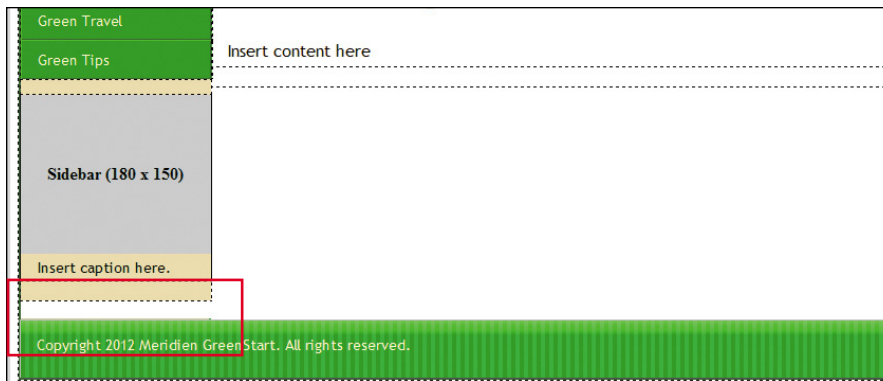 Green Travel
Insert content here
Green Tips
Sidebar (180 x 150)
Insert caption here.
Copyright 2012 Meridien GreenStart. All rights reserved.